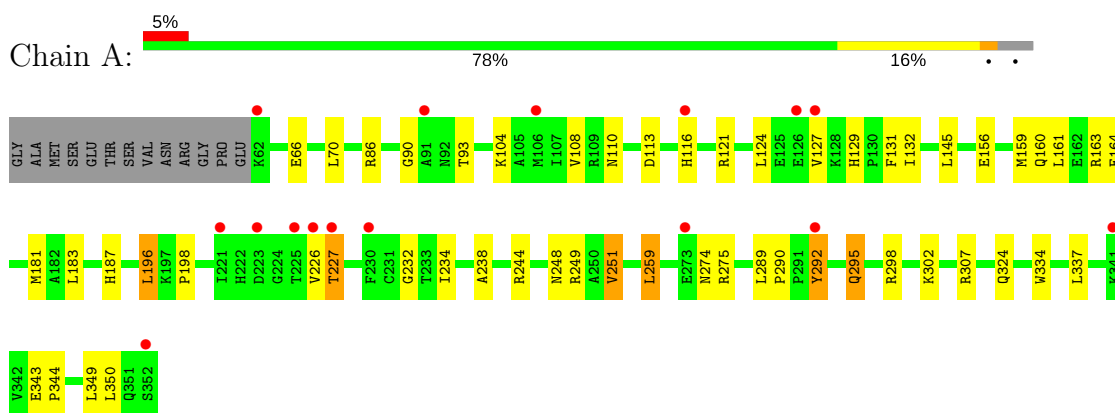 5%
Chain A:
78% 16% • •
GLY ALA MET SER GLU THR SER VAL ASN ARG GLY PRO GLU K62 E66 L70 R86 G90 A91 N92 T93 K104 A105 M106 I107 V108 R109 N110 D113 H116 R121 L124 E125 E126 V127 K128 H129 P130 F131 I132 L145 E156 M159 Q160 L161 E162 R163
M181 A182 L183 H187 L196 K197 P198 I221 H222 D223 G224 T225 V226 T227 F230 C231 G232 T233 I234 A238 R244 N248 R249 A250 V251 L259 E273 N274 R275 L289 P290 P291 Y292 Q295 R298 K302 R307 Q324 W334 L337 K341
V342 E343 P344 L349 L350 Q351 S352